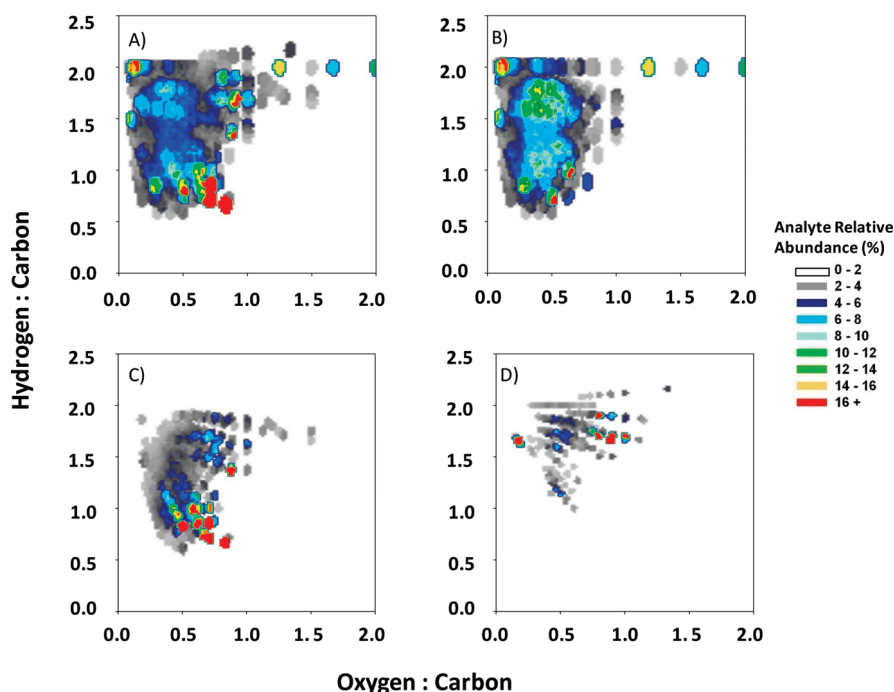 A)
2.5
2.0
1.5
1.0
0.5
0.0
0.0 0.5 1.0 1.5 2.0
B)
2.5
2.0
1.5
1.0
0.5
0.0
0.0 0.5 1.0 1.5 2.0
C)
2.5
2.0
1.5
1.0
0.5
0.0
0.0 0.5 1.0 1.5 2.0
D)
2.5
2.0
1.5
1.0
0.5
0.0
0.0 0.5 1.0 1.5 2.0
Hydrogen : Carbon
Oxygen : Carbon
Analyte Relative
Abundance (%)
0 - 2
2 - 4
4 - 6
6 - 8
8 - 10
10 - 12
12 - 14
14 - 16
16 +